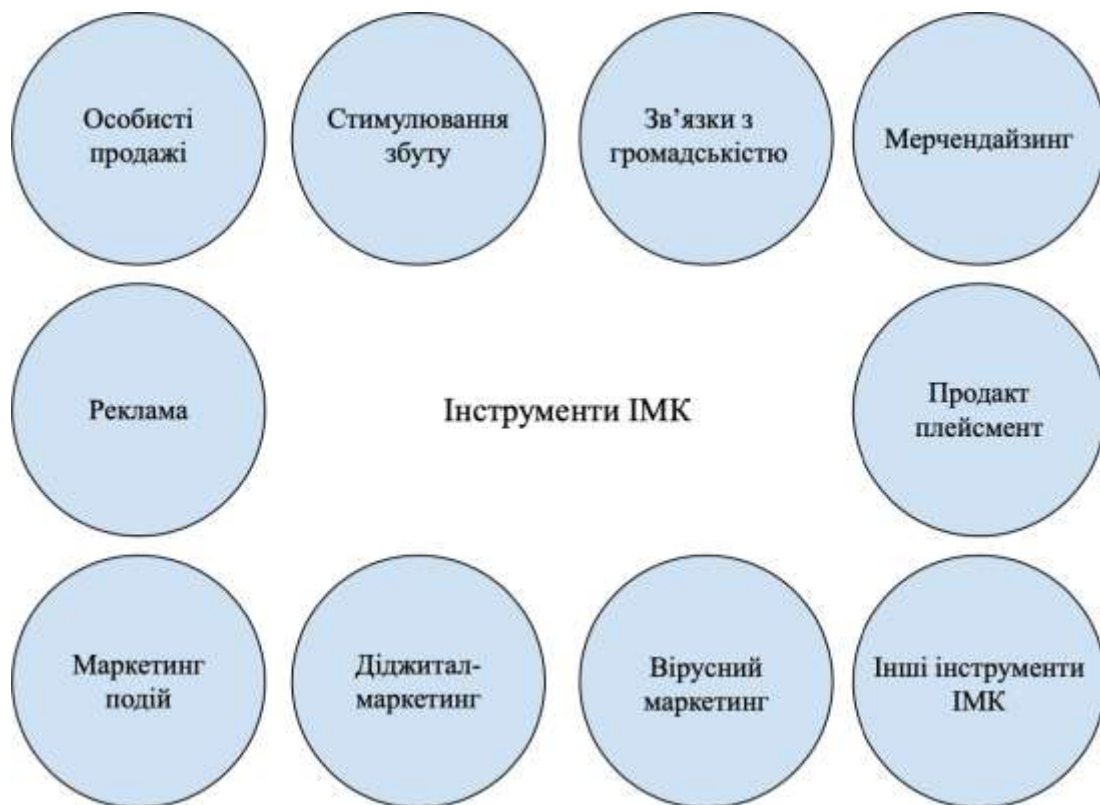 Особисті
продажі
Стимулювання
збуту
Зв’язки з
громадськістю
Мерчендайзинг
Реклама
Інструменти ІМК
Продакт
плейсмент
Маркетинг
подій
Діджитал-
маркетинг
Вірусний
маркетинг
Інші інструменти
ІМК